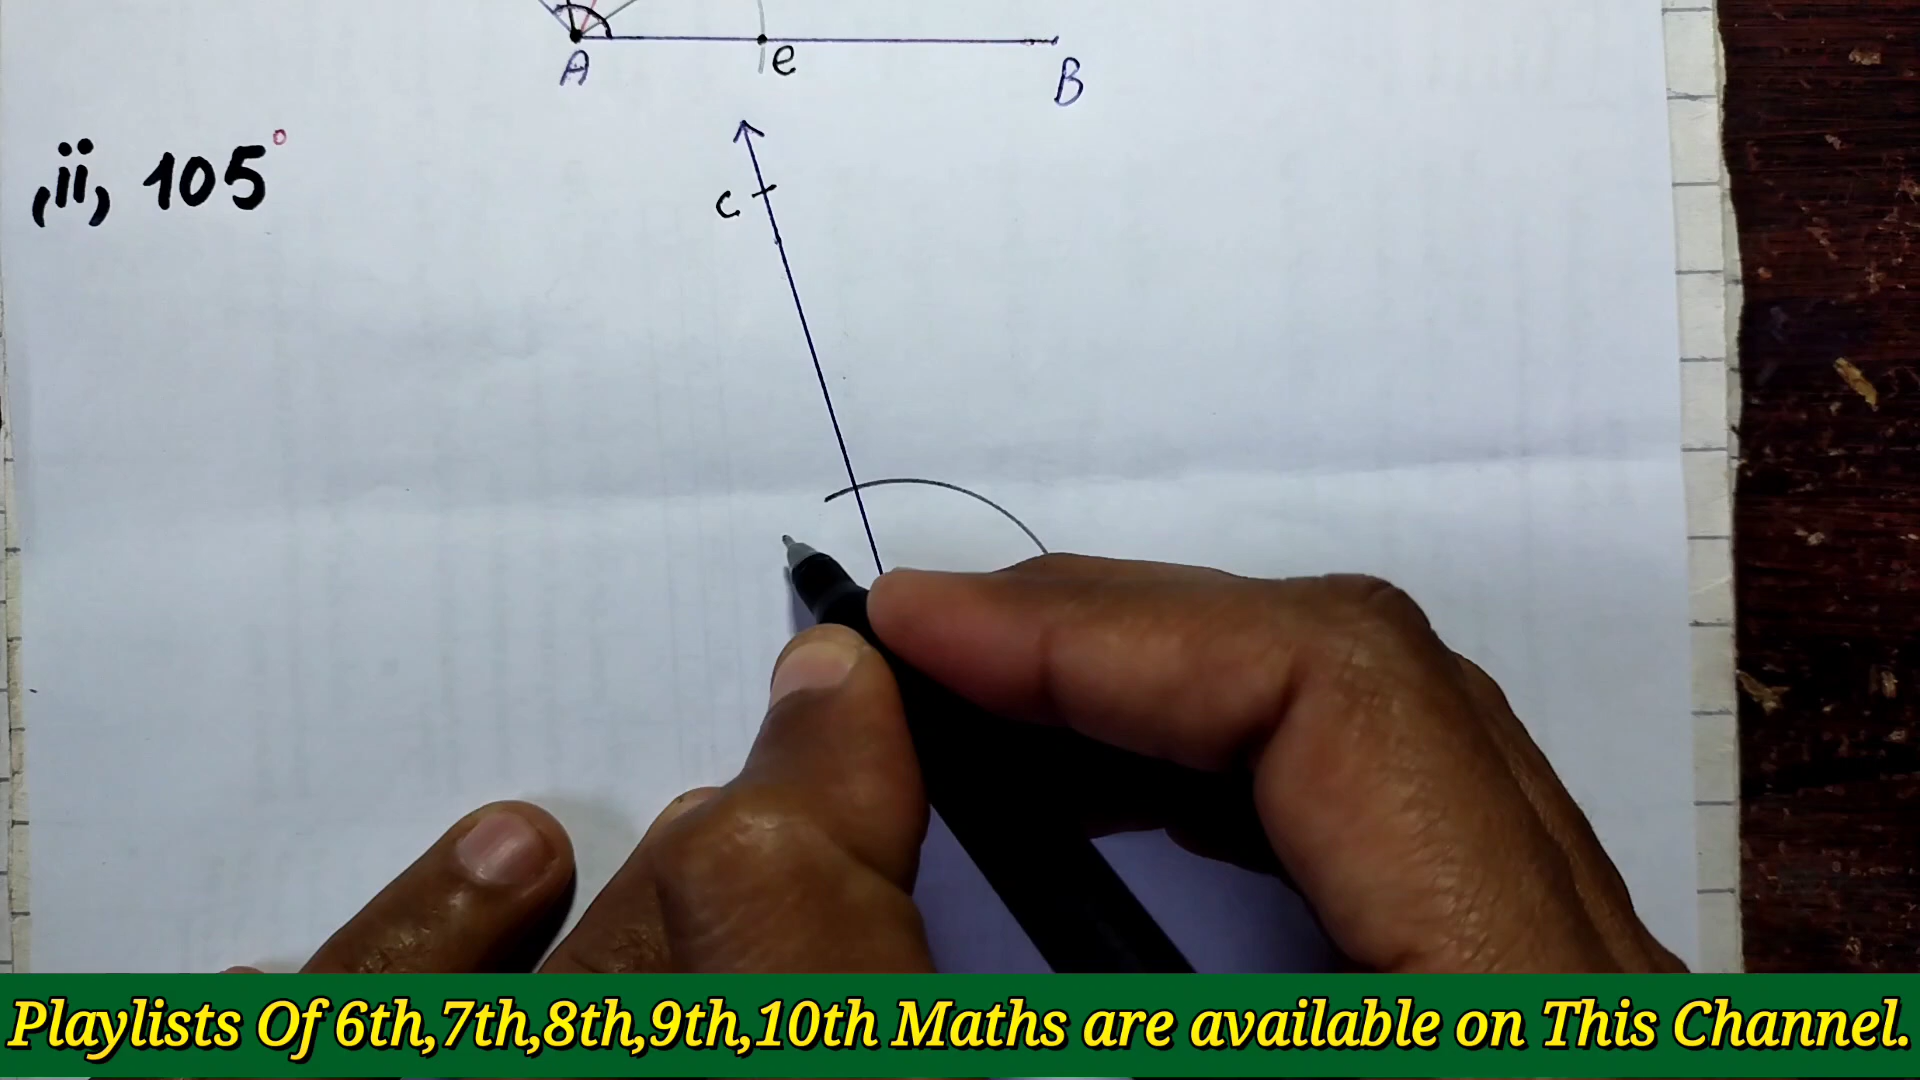 A e B
,ii, 105°
c
Playlists Of 6th,7th,8th,9th,10th Maths are available on This Channel.